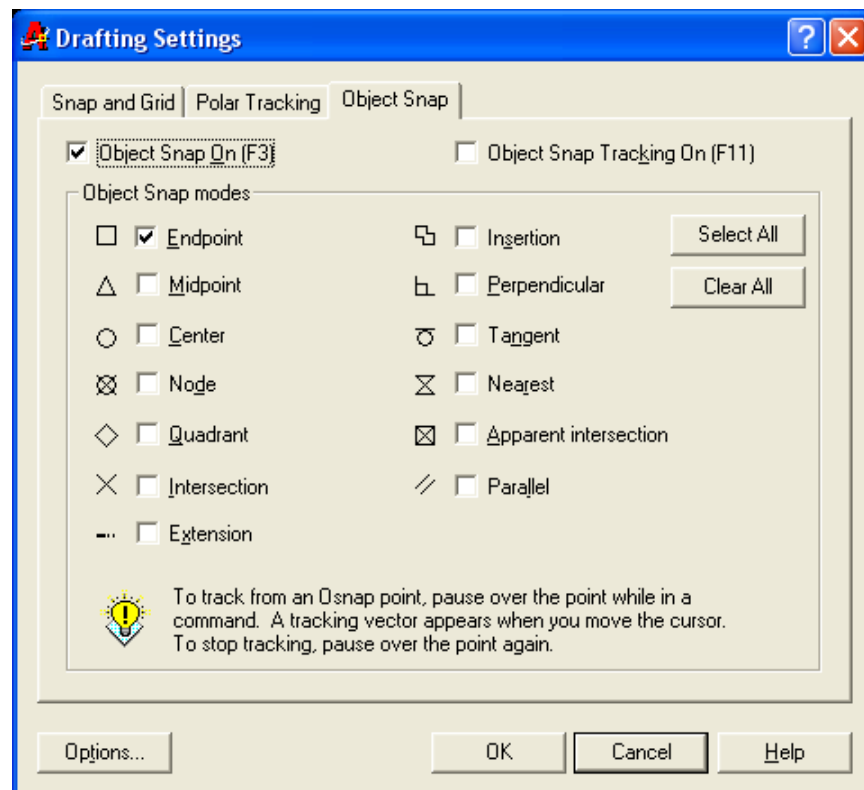 Drafting Settings
Snap and Grid Polar Tracking Object Snap
Object Snap On (F3) Object Snap Tracking On (F11)
Object Snap modes
Endpoint Insertion Select All
Midpoint Perpendicular Clear All
Center Tangent
Node Nearest
Quadrant Apparent intersection
Intersection Parallel
Extension
To track from an Osnap point, pause over the point while in a
command. A tracking vector appears when you move the cursor.
To stop tracking, pause over the point again.
Options... OK Cancel Help